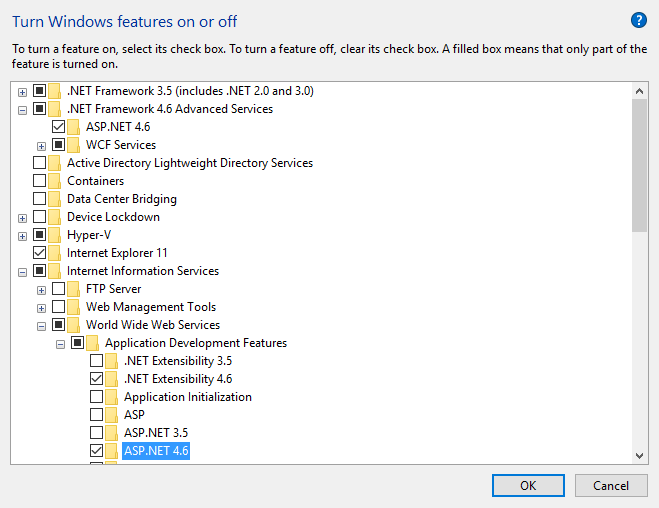 Turn Windows features on or off
?
To turn a feature on, select its check box. To turn a feature off, clear its check box. A filled box means that only part of the
feature is turned on.
.NET Framework 3.5 (includes .NET 2.0 and 3.0)
.NET Framework 4.6 Advanced Services
ASP.NET 4.6
WCF Services
Active Directory Lightweight Directory Services
Containers
Data Center Bridging
Device Lockdown
Hyper-V
Internet Explorer 11
Internet Information Services
FTP Server
Web Management Tools
World Wide Web Services
Application Development Features
.NET Extensibility 3.5
.NET Extensibility 4.6
Application Initialization
ASP
ASP.NET 3.5
ASP.NET 4.6
OK
Cancel